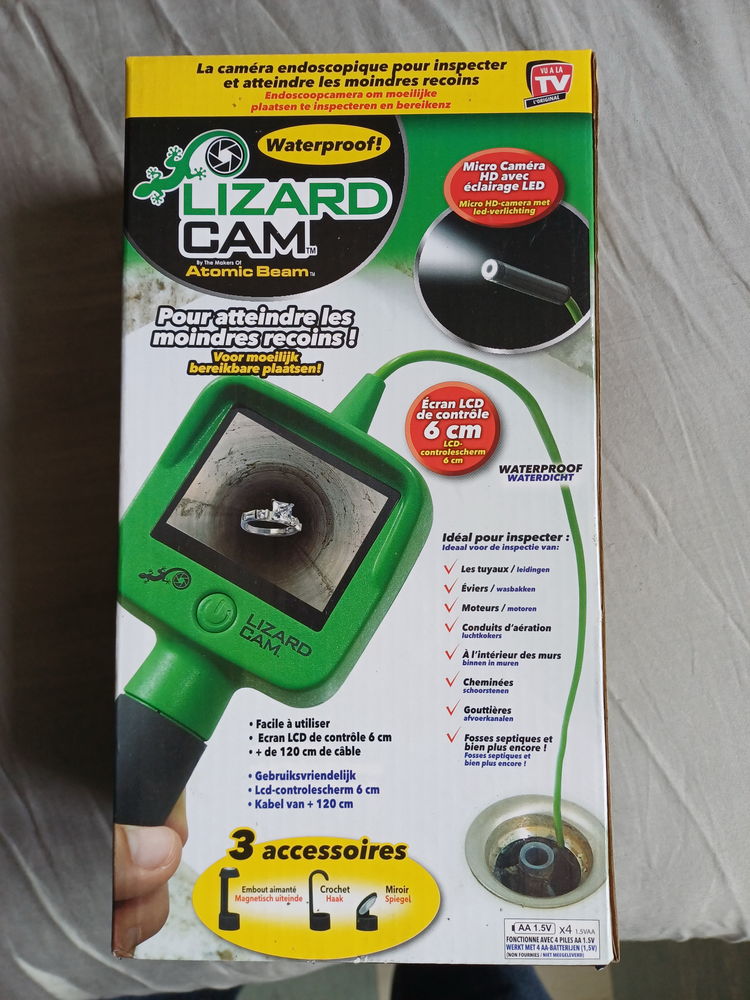 La caméra endoscopique pour inspecter
et atteindre les moindres recoins
Endoscoopcamera om moeilijke
plaatsen te inspecteren en bereikenz
VU A LA
TV
L'ORIGINAL
Waterproof!
LIZARD
CAM™
By The Makers Of
Atomic Beam™
Micro Caméra
HD avec
éclairage LED
Micro HD-camera met
led-verlichting
Pour atteindre les
moindres recoins !
Voor moeilijk
bereikbare plaatsen!
Écran LCD
de contrôle
6 cm
LCD-
controlescherm
6 cm
WATERPROOF
WATERDICHT
Idéal pour inspecter :
Ideaal voor de inspectie van:
Les tuyaux / leidingen
Éviers / wasbakken
Moteurs / motoren
Conduits d'aération
luchtkokers
À l'intérieur des murs
binnen in muren
Cheminées
schoorstenen
Gouttières
afvoerkanalen
Fosses septiques et
bien plus encore !
Fosses septiques et
bien plus encore !
LIZARD
CAM
• Facile à utiliser
• Ecran LCD de contrôle 6 cm
• + de 120 cm de câble
• Gebruiksvriendelijk
• Lcd-controlescherm 6 cm
• Kabel van + 120 cm
3 accessoires
Embout aimanté
Magnetisch uiteinde
Crochet
Haak
Miroir
Spiegel
AA 1.5V x4 1.5VAA
FONCTIONNE AVEC 4 PILES AA 1.5V
WERKT MET 4 AA-BATTERIJEN (1,5V)
(NON FOURNIES / NIET MEEGELEVERD)